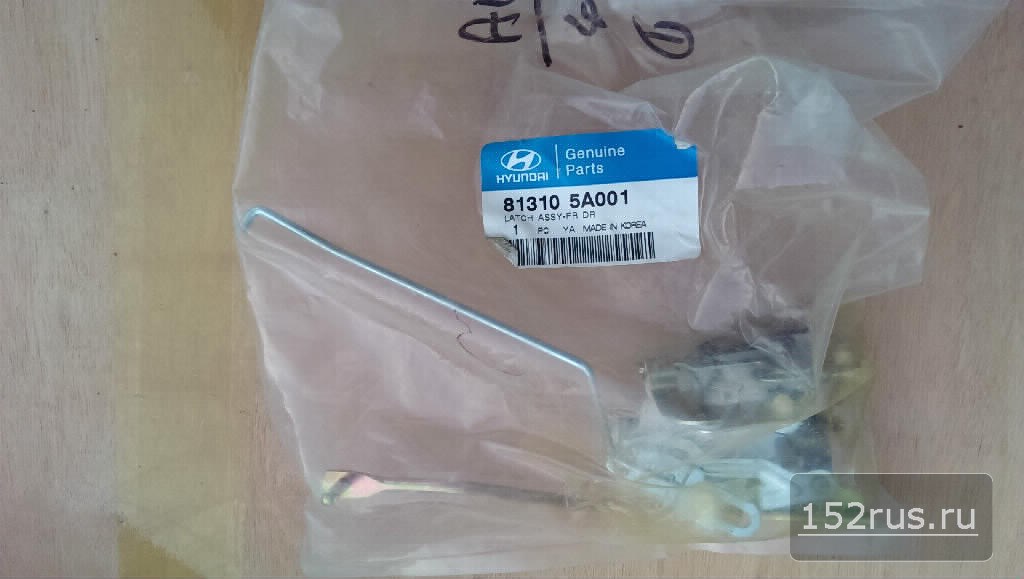 HYUNDAI
Genuine
Parts
81310 5A001
LATCH ASSY-FR DR
1 PC YA MADE IN KOREA
152rus.ru